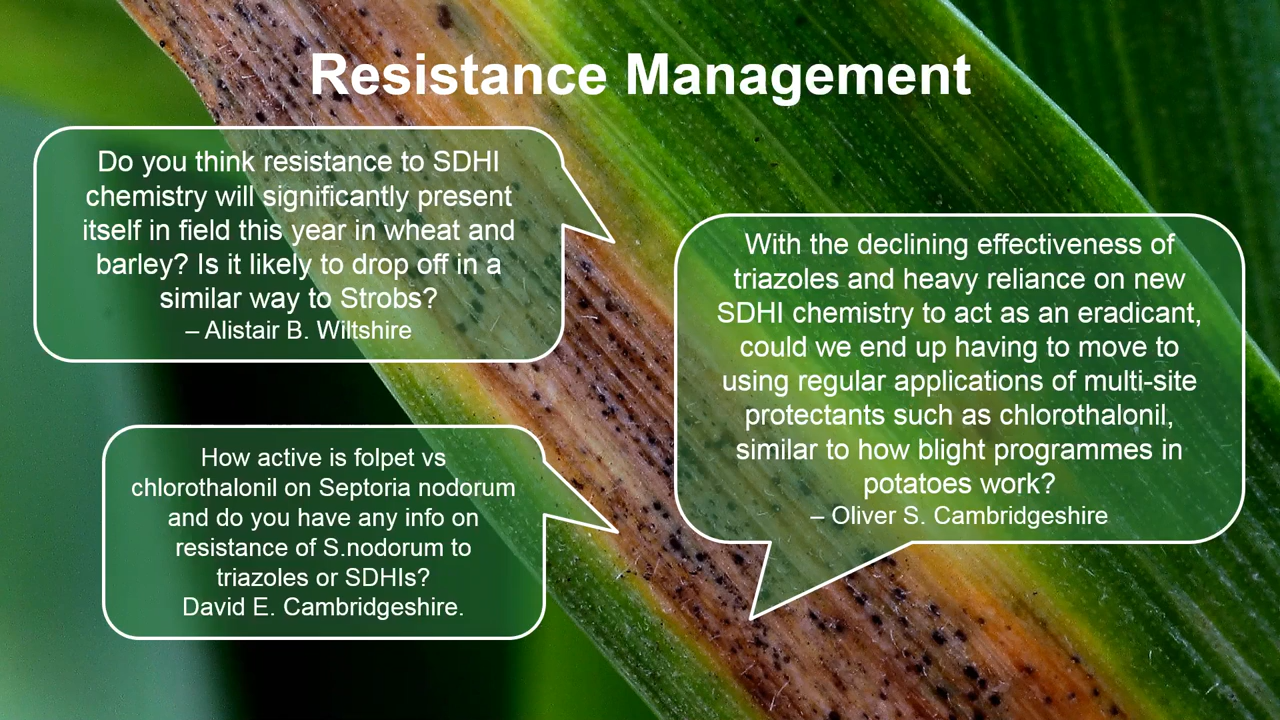 Resistance Management
Do you think resistance to SDHI
chemistry will significantly present
itself in field this year in wheat and
barley? Is it likely to drop off in a
similar way to Strobs?
– Alistair B. Wiltshire
With the declining effectiveness of
triazoles and heavy reliance on new
SDHI chemistry to act as an eradicant,
could we end up having to move to
using regular applications of multi-site
protectants such as chlorothalonil,
similar to how blight programmes in
potatoes work?
– Oliver S. Cambridgeshire
How active is folpet vs
chlorothalonil on Septoria nodorum
and do you have any info on
resistance of S.nodorum to
triazoles or SDHIs?
David E. Cambridgeshire.